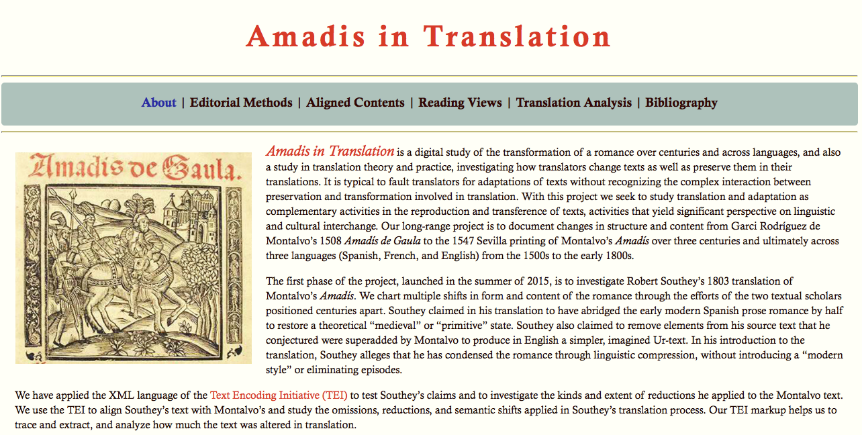 Amadis in Translation
About | Editorial Methods | Aligned Contents | Reading Views | Translation Analysis | Bibliography
Amadis de Gaula.
Amadis in Translation is a digital study of the transformation of a romance over centuries and across languages, and also
a study in translation theory and practice, investigating how translators change texts as well as preserve them in their
translations. It is typical to fault translators for adaptations of texts without recognizing the complex interaction between
preservation and transformation involved in translation. With this project we seek to study translation and adaptation as
complementary activities in the reproduction and transference of texts, activities that yield significant perspective on linguistic
and cultural interchange. Our long-range project is to document changes in structure and content from Garci Rodríguez de
Montalvo's 1508 Amadís de Gaula to the 1547 Sevilla printing of Montalvo's Amadís over three centuries and ultimately across
three languages (Spanish, French, and English) from the 1500s to the early 1800s.
The first phase of the project, launched in the summer of 2015, is to investigate Robert Southey's 1803 translation of
Montalvo's Amadís. We chart multiple shifts in form and content of the romance through the efforts of the two textual scholars
positioned centuries apart. Southey claimed in his translation to have abridged the early modern Spanish prose romance by half
to restore a theoretical “medieval” or “primitive” state. Southey also claimed to remove elements from his source text that he
conjectured were superadded by Montalvo to produce in English a simpler, imagined Ur-text. In his introduction to the
translation, Southey alleges that he has condensed the romance through linguistic compression, without introducing a “modern
style” or eliminating episodes.
We have applied the XML language of the Text Encoding Initiative (TEI) to test Southey's claims and to investigate the kinds and extent of reductions he applied to the Montalvo text.
We use the TEI to align Southey's text with Montalvo's and study the omissions, reductions, and semantic shifts applied in Southey's translation process. Our TEI markup helps us to
trace and extract, and analyze how much the text was altered in translation.